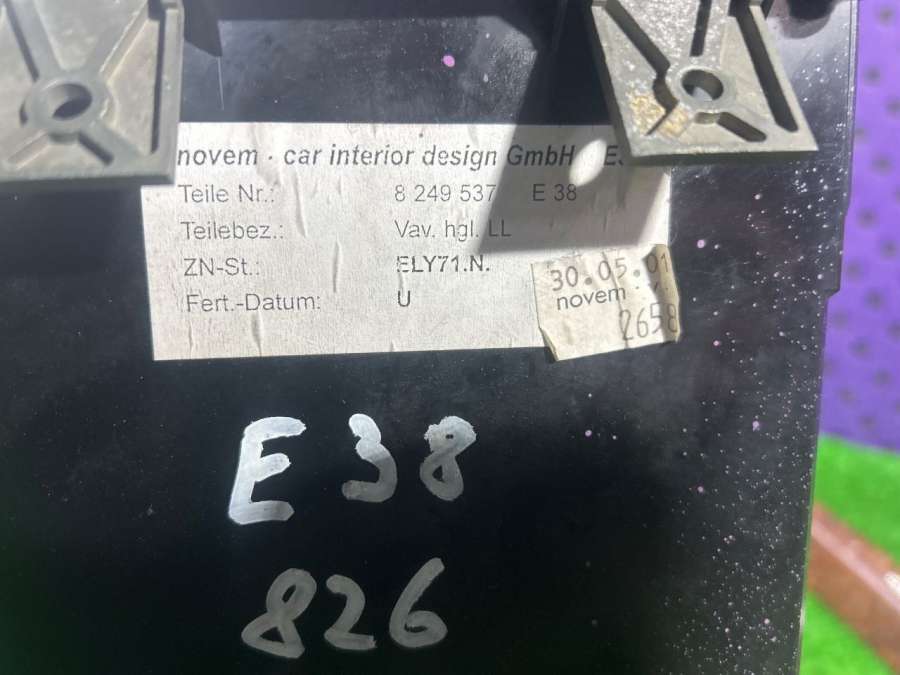 novem · car interior design GmbH
Teile Nr.: 8 249 537 E 38
Teilebez.: Vav. hgl. LL
ZN-St.: ELY71.N.
Fert.-Datum: U
30.05.01
novem
2658
E 38
826